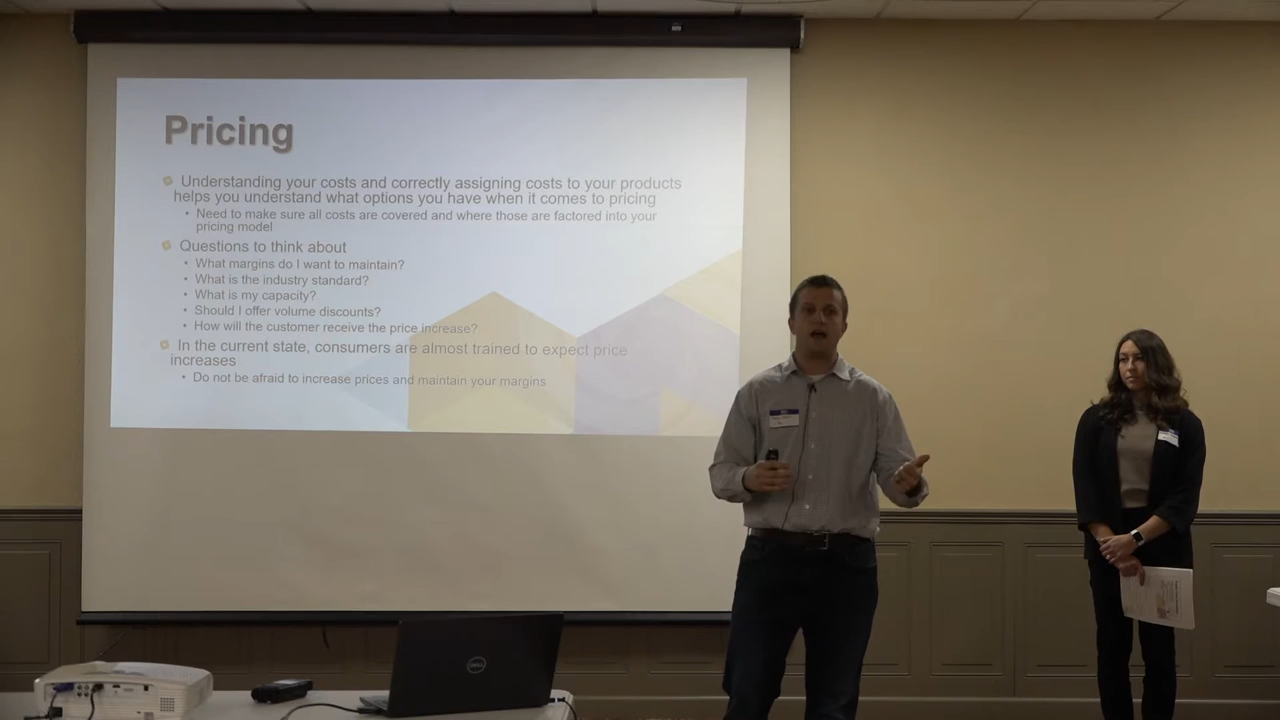 Pricing
Understanding your costs and correctly assigning costs to your products
helps you understand what options you have when it comes to pricing
• Need to make sure all costs are covered and where those are factored into your
pricing model
Questions to think about
• What margins do I want to maintain?
• What is the industry standard?
• What is my capacity?
• Should I offer volume discounts?
• How will the customer receive the price increase?
In the current state, consumers are almost trained to expect price
increases
• Do not be afraid to increase prices and maintain your margins
DELL